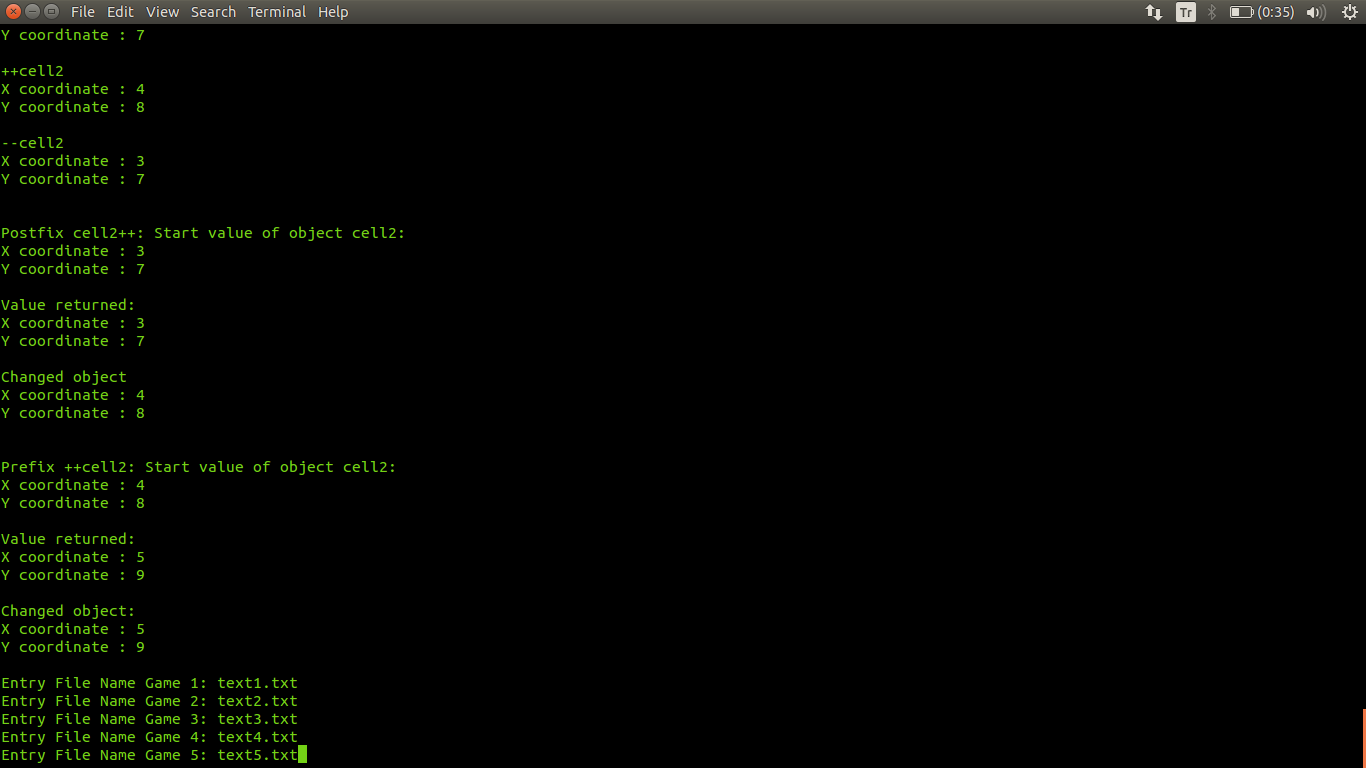 File Edit View Search Terminal Help
Tr (0:35)
Y coordinate : 7
++cell2
X coordinate : 4
Y coordinate : 8
--cell2
X coordinate : 3
Y coordinate : 7
Postfix cell2++: Start value of object cell2:
X coordinate : 3
Y coordinate : 7
Value returned:
X coordinate : 3
Y coordinate : 7
Changed object
X coordinate : 4
Y coordinate : 8
Prefix ++cell2: Start value of object cell2:
X coordinate : 4
Y coordinate : 8
Value returned:
X coordinate : 5
Y coordinate : 9
Changed object:
X coordinate : 5
Y coordinate : 9
Entry File Name Game 1: text1.txt
Entry File Name Game 2: text2.txt
Entry File Name Game 3: text3.txt
Entry File Name Game 4: text4.txt
Entry File Name Game 5: text5.txt